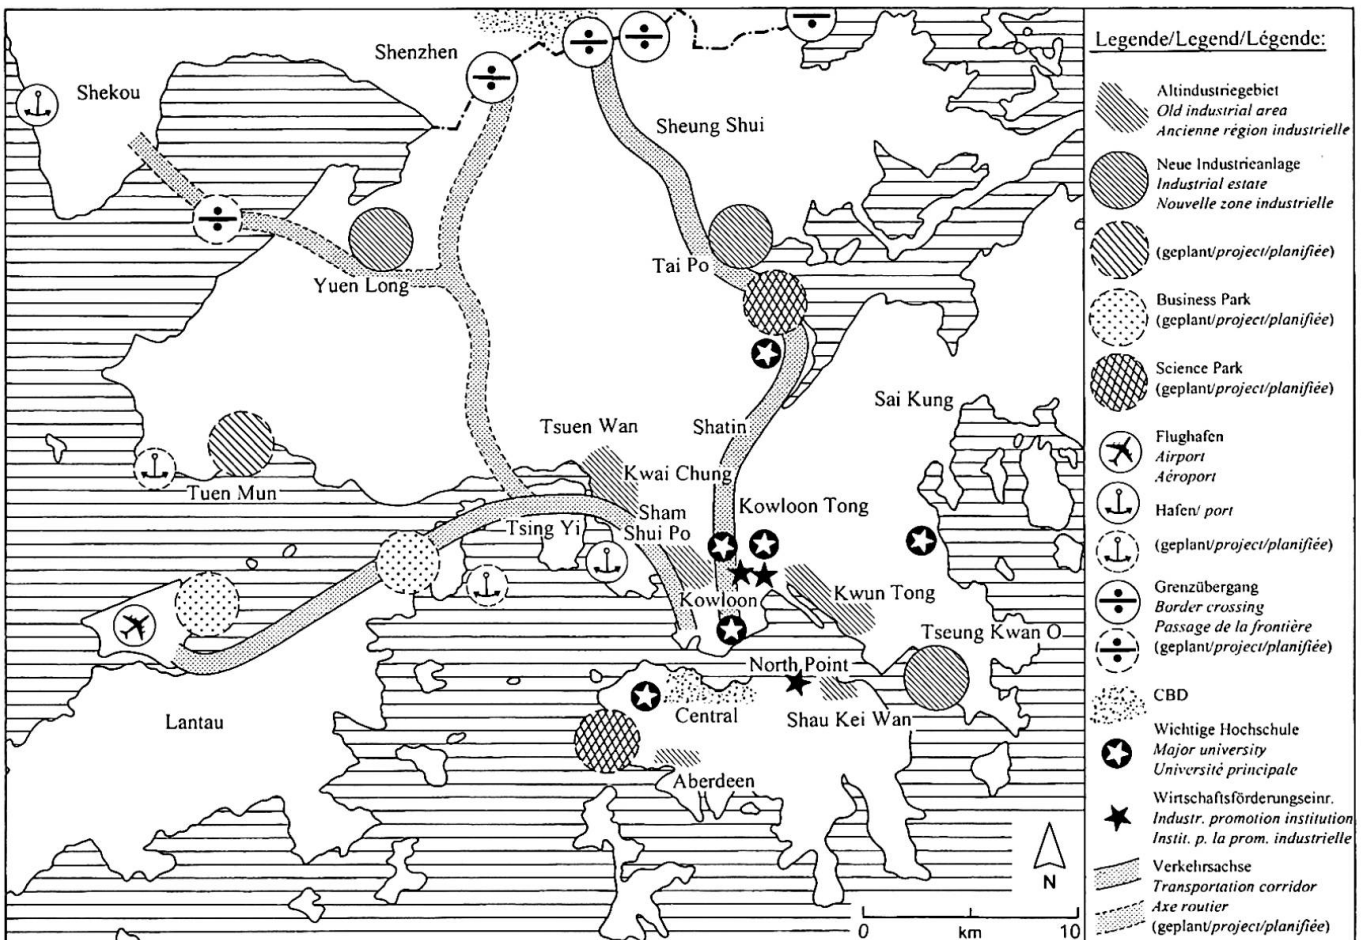 Shenzhen
Shekou
Sheung Shui
Tai Po
Yuen Long
Sai Kung
Shatin
Tsuen Wan
Kwai Chung
Tuen Mun
Kowloon Tong
Sham
Shui Po
Tsing Yi
Kowloon
Kwun Tong
Tseung Kwan O
North Point
Central
Shau Kei Wan
Lantau
Aberdeen
N
0 km 10
Legende/Legend/Légende:
Altindustriegebiet
Old industrial area
Ancienne région industrielle
Neue Industrieanlage
Industrial estate
Nouvelle zone industrielle
(geplant/project/planifiée)
Business Park
(geplant/project/planifiée)
Science Park
(geplant/project/planifiée)
Flughafen
Airport
Aéroport
Hafen/ port
(geplant/project/planifiée)
Grenzübergang
Border crossing
Passage de la frontière
(geplant/project/planifiée)
CBD
Wichtige Hochschule
Major university
Université principale
Wirtschaftsförderungseinr.
Industr. promotion institution
Instit. p. la prom. industrielle
Verkehrsachse
Transportation corridor
Axe routier
(geplant/project/planifiée)